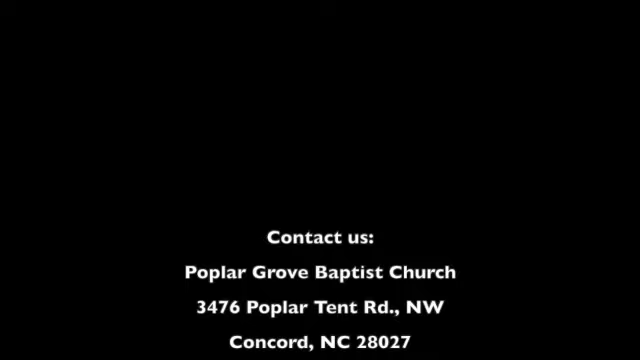 Contact us:
Poplar Grove Baptist Church
3476 Poplar Tent Rd., NW
Concord, NC 28027